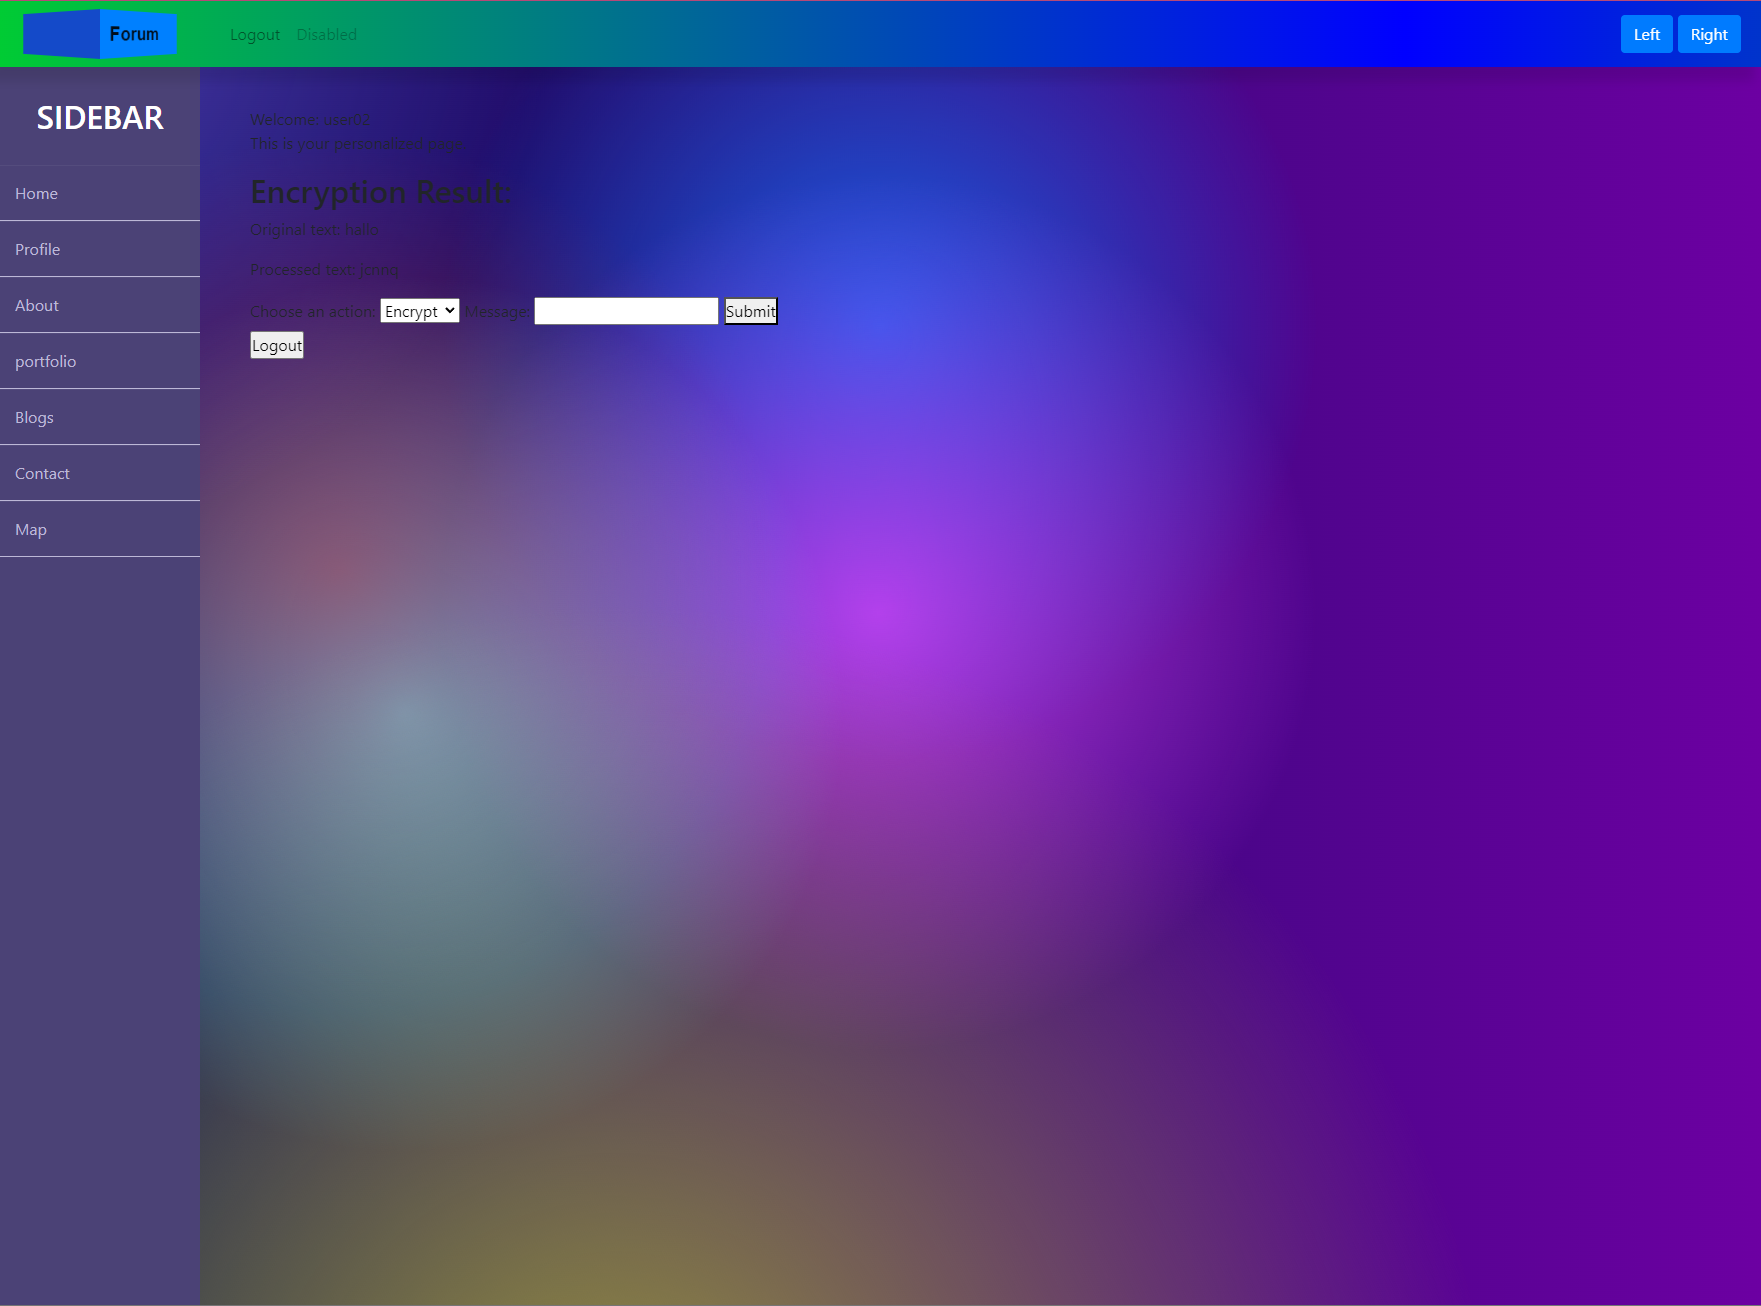 Forum
Logout Disabled
Left Right
SIDEBAR
Home
Profile
About
portfolio
Blogs
Contact
Map
Welcome: user02
This is your personalised page
Encryption Result:
Original text: hallo
Processed text: jcnnq
Choose an action: Encrypt Message: Submit
Logout